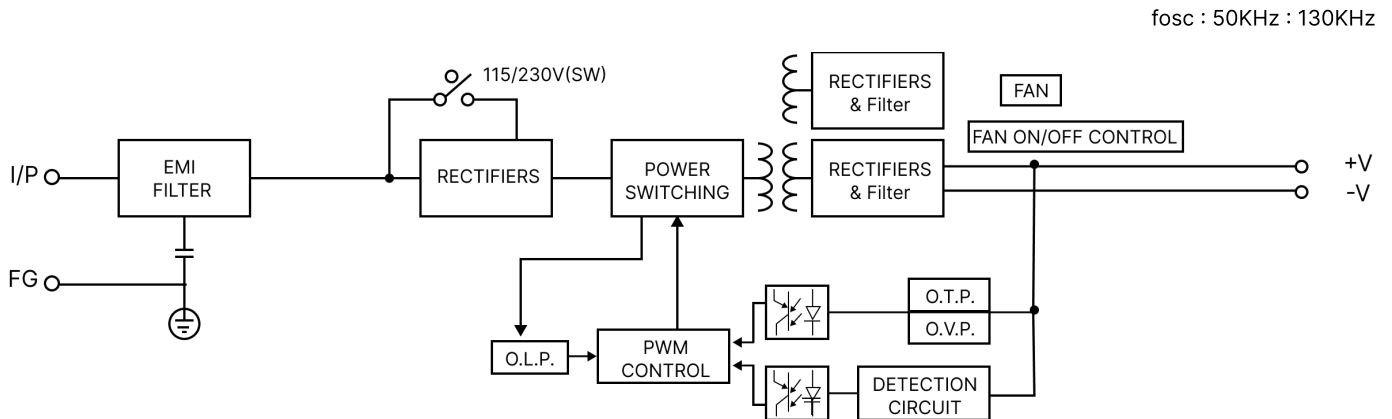 fosc : 50KHz : 130KHz
115/230V(SW)
RECTIFIERS
& Filter
FAN
FAN ON/OFF CONTROL
I/P
EMI
FILTER
RECTIFIERS
POWER
SWITCHING
RECTIFIERS
& Filter
+V
-V
FG
O.T.P.
O.V.P.
O.L.P.
PWM
CONTROL
DETECTION
CIRCUIT